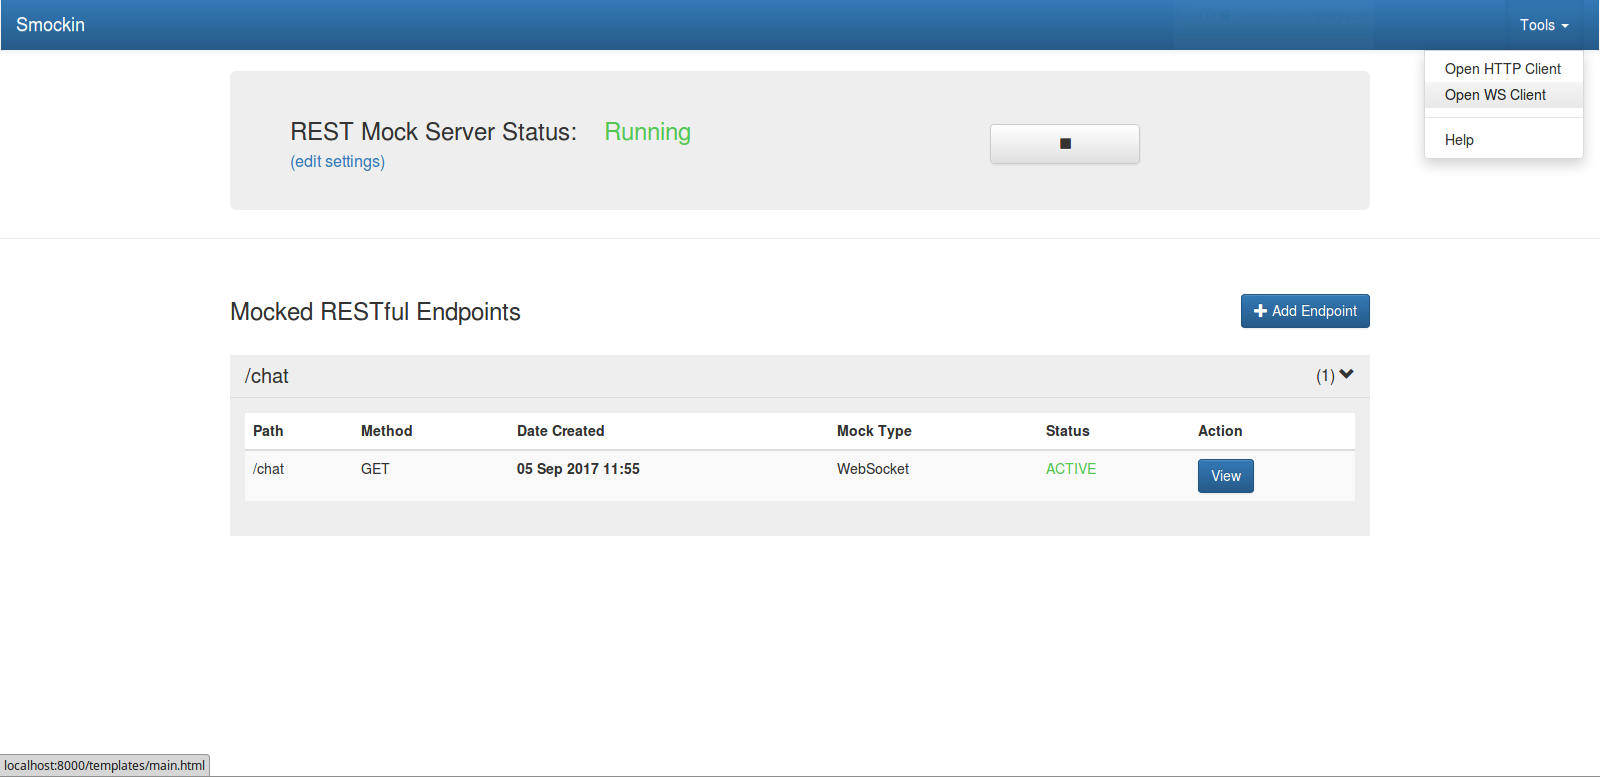 Smockin
Tools
Open HTTP Client
Open WS Client
Help
REST Mock Server Status: Running
(edit settings)
Mocked RESTful Endpoints
Add Endpoint
/chat (1)
Path Method Date Created Mock Type Status Action
/chat GET 05 Sep 2017 11:55 WebSocket ACTIVE View
localhost:8000/templates/main.html